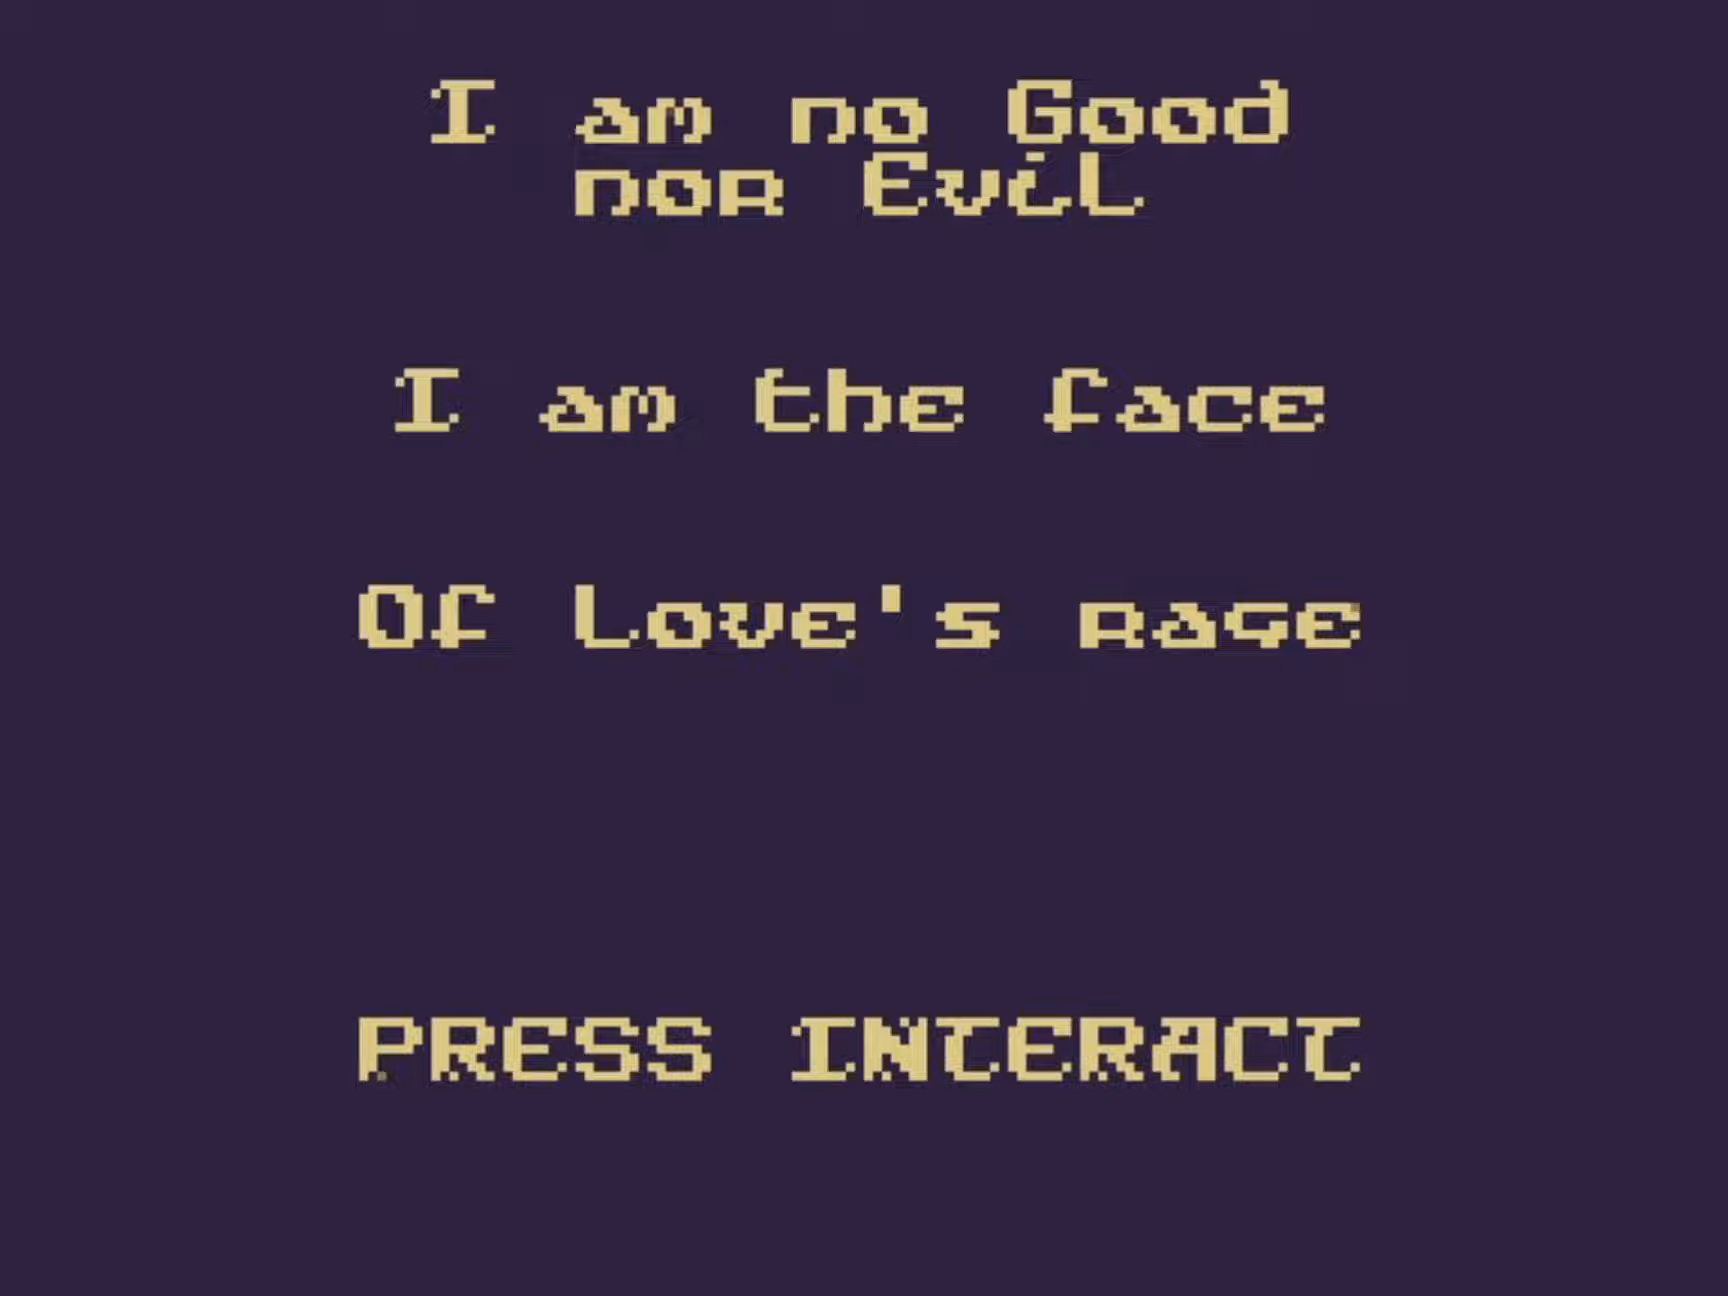 I am no Good
nor Evil
I am the face
Of Love's rage
PRESS INTERACT